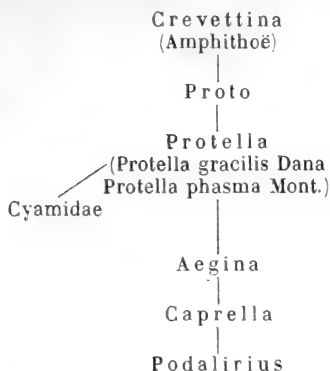 Crevettina
(Amphithoë)
Proto
Protella
(Protella gracilis Dana
Protella phasma Mont.)
Cyamidae
Aegina
Caprella
Podalirius